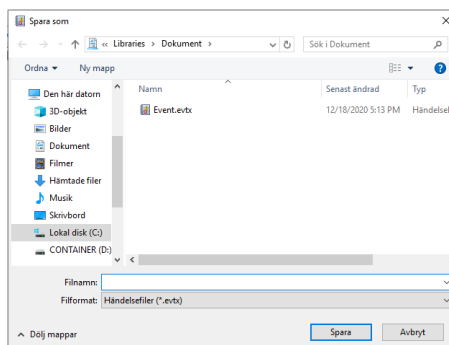 Spara som
« Libraries > Dokument >
Sök i Dokument
Ordna
Ny mapp
Den här datorn
3D-objekt
Bilder
Dokument
Filmer
Hämtade filer
Musik
Skrivbord
Lokal disk (C:)
CONTAINER (D:)
Namn Senast ändrad Typ
Event.evtx 12/18/2020 5:13 PM
Filnamn:
Filformat: Händelsefiler (*.evtx)
Dölj mappar
Spara Avbryt